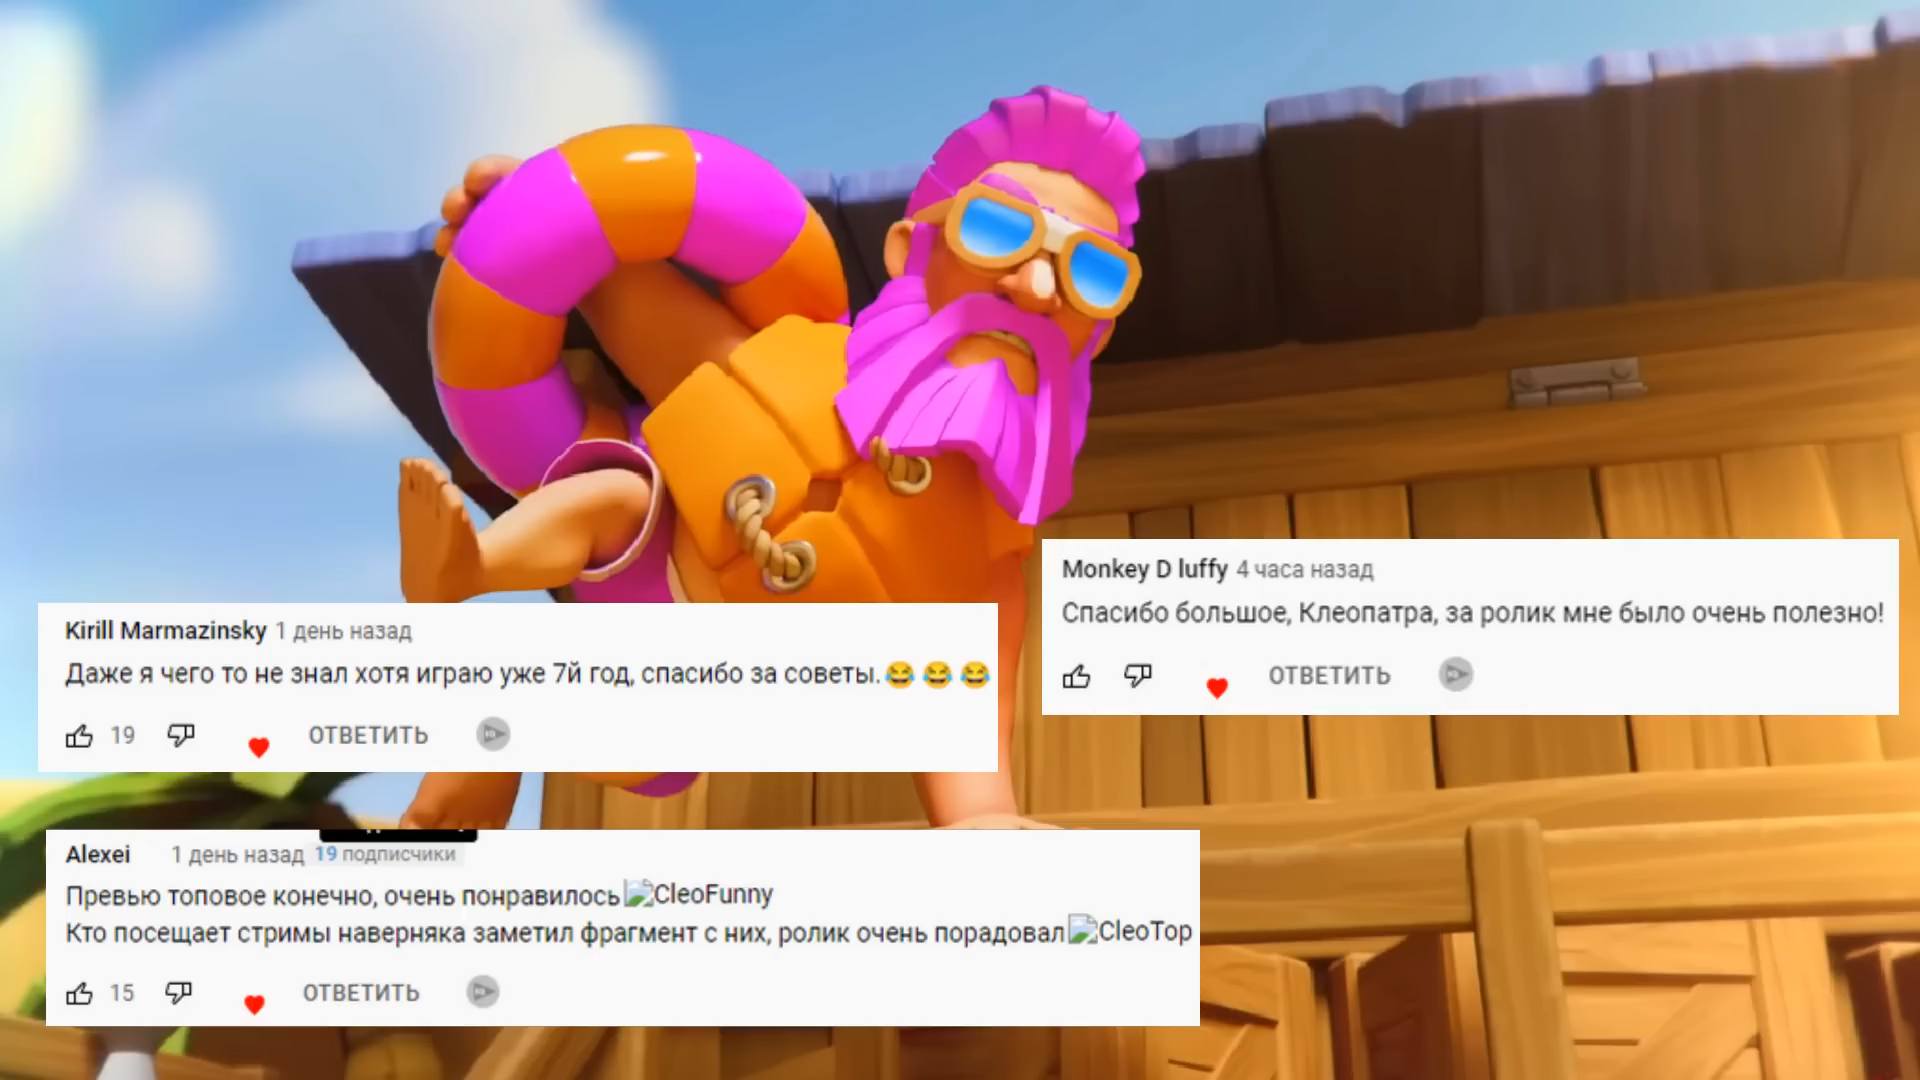 Monkey D luffy 4 часа назад
Спасибо большое, Клеопатра, за ролик мне было очень полезно!
ОТВЕТИТЬ
Kirill Marmazinsky 1 день назад
Даже я чего то не знал хотя играю уже 7й год, спасибо за советы.😂😂😂
19 ОТВЕТИТЬ
Alexei 1 день назад 19 подписчики
Превью топовое конечно, очень понравилось CleoFunny
Кто посещает стримы наверняка заметил фрагмент с них, ролик очень порадовал CleoTop
15 ОТВЕТИТЬ